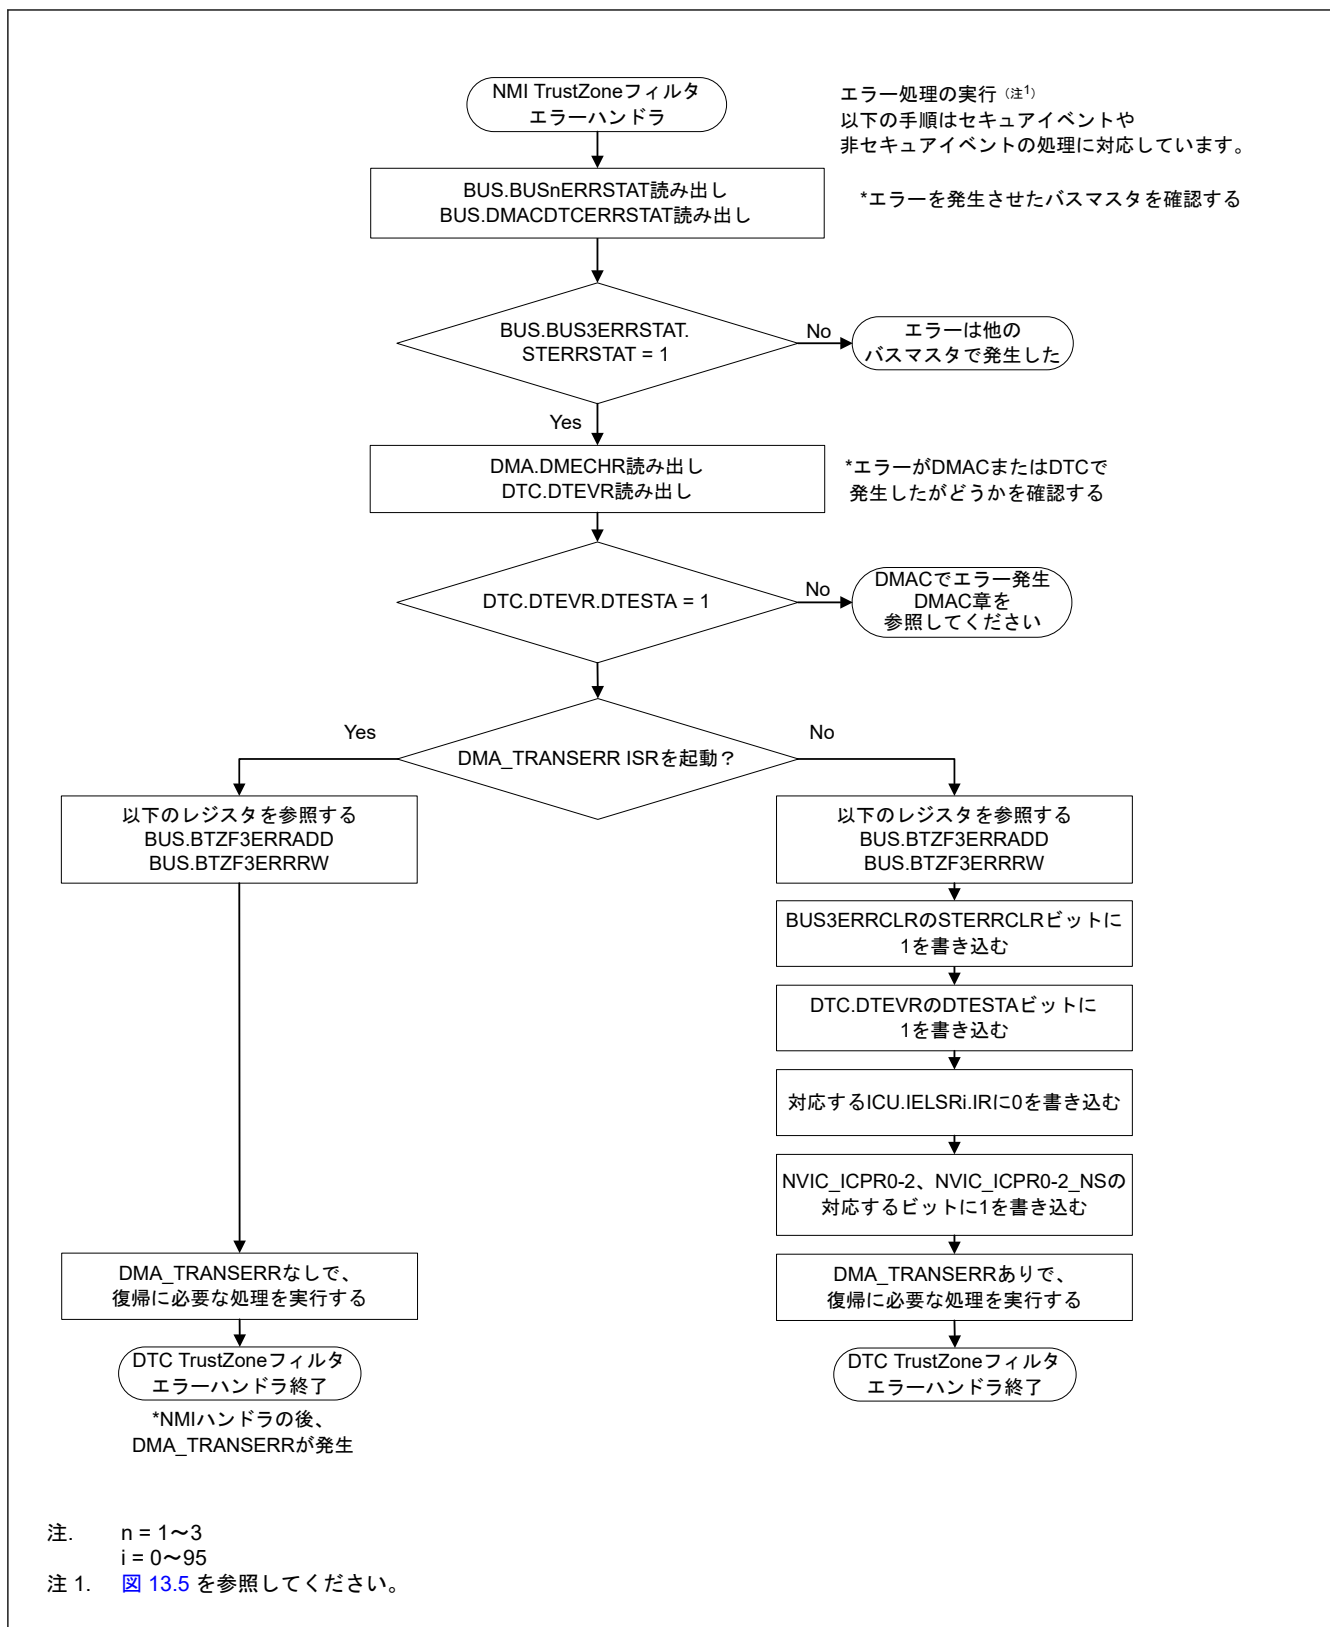 NMI TrustZoneフィルタ
エラーハンドラ
エラー処理の実行（注1）
以下の手順はセキュアイベントや
非セキュアイベントの処理に対応しています。
BUS.BUSnERRSTAT読み出し
BUS.DMACDTCERRSTAT読み出し
*エラーを発生させたバスマスタを確認する
BUS.BUS3ERRSTAT.
STERRSTAT = 1
No
エラーは他の
バスマスタで発生した
Yes
DMA.DMECHR読み出し
DTC.DTEVR読み出し
*エラーがDMACまたはDTCで
発生したがどうかを確認する
DTC.DTEVR.DTESTA = 1
No
DMACでエラー発生
DMAC章を
参照してください
DMA_TRANSERR ISRを起動？
Yes
No
以下のレジスタを参照する
BUS.BTZF3ERRADD
BUS.BTZF3ERRRW
以下のレジスタを参照する
BUS.BTZF3ERRADD
BUS.BTZF3ERRRW
BUS3ERRCLRのSTERRCLRビットに
1を書き込む
DTC.DTEVRのDTESTAビットに
1を書き込む
対応するICU.IELSRi.IRに0を書き込む
NVIC_ICPR0-2、NVIC_ICPR0-2_NSの
対応するビットに1を書き込む
DMA_TRANSERRなしで、
復帰に必要な処理を実行する
DMA_TRANSERRありで、
復帰に必要な処理を実行する
DTC TrustZoneフィルタ
エラーハンドラ終了
DTC TrustZoneフィルタ
エラーハンドラ終了
*NMIハンドラの後、
DMA_TRANSERRが発生
注. n = 1～3
i = 0～95
注 1. 図 13.5 を参照してください。